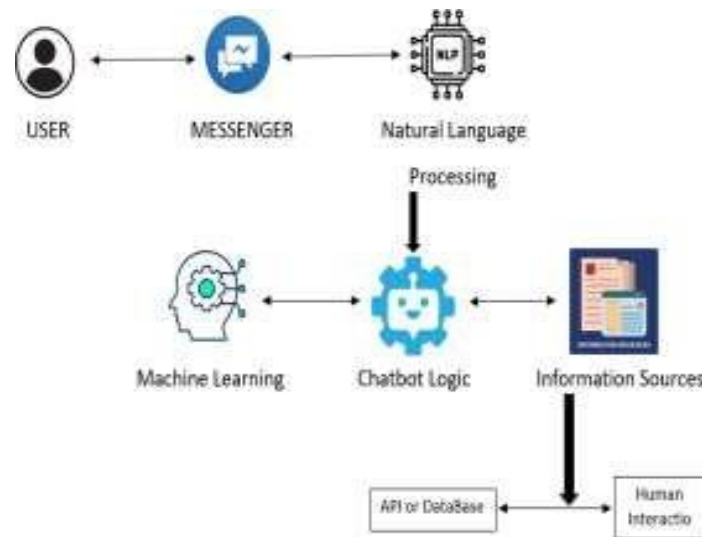 NLP
USER
MESSENGER
Natural Language
Processing
Machine Learning
Chatbot Logic
Information Sources
API or DataBase
Human
Interactio